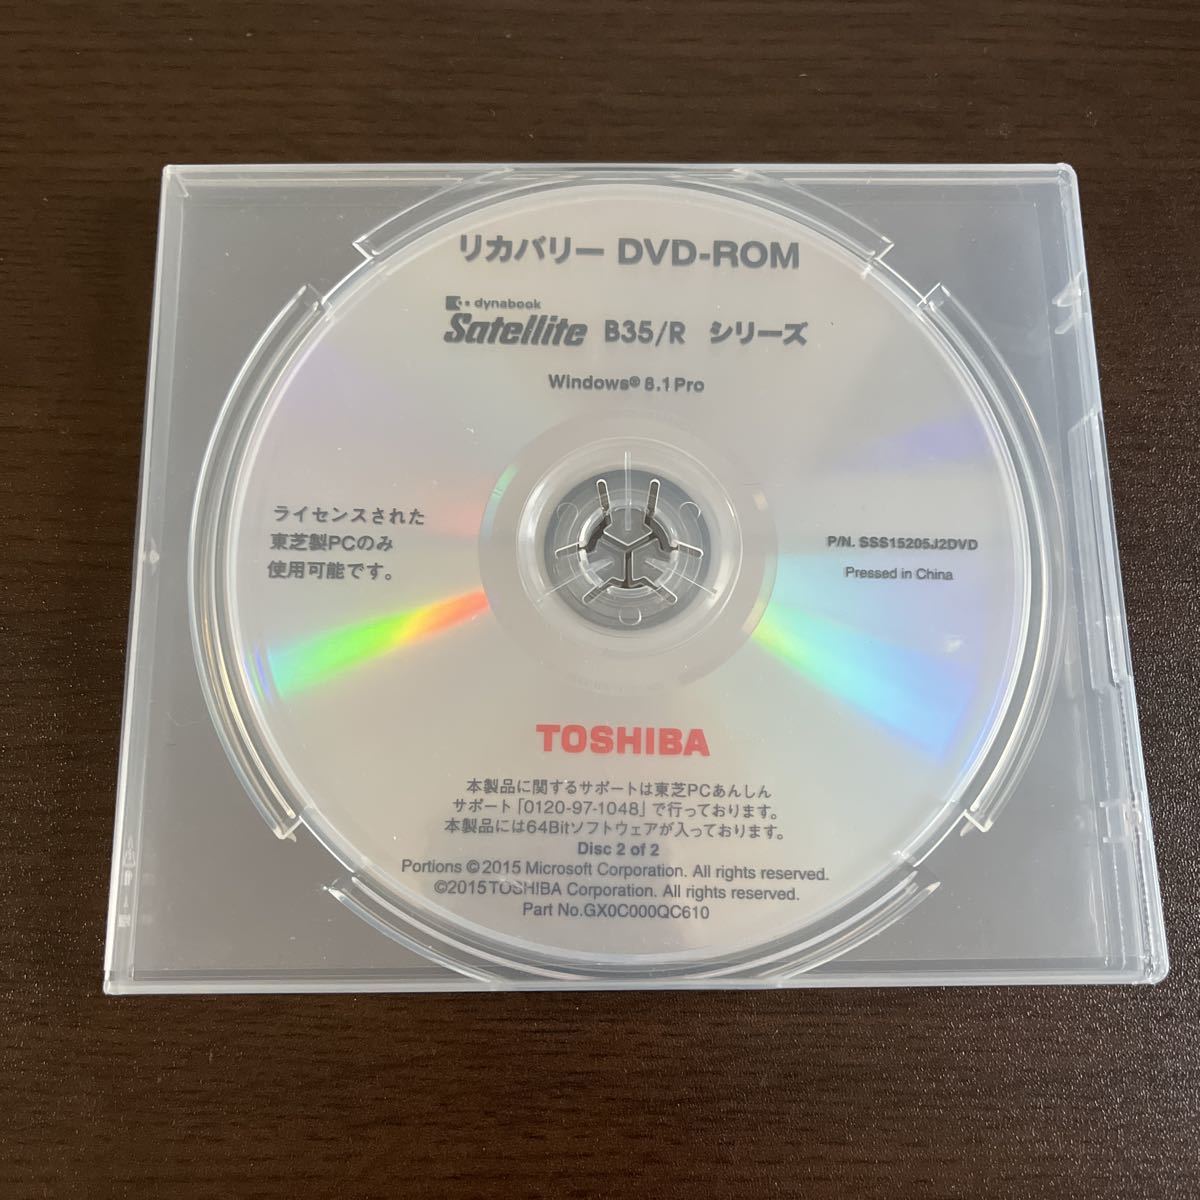 リカバリー DVD-ROM
dynabook
Satellite B35/R シリーズ
Windows® 8.1 Pro
ライセンスされた
東芝製PCのみ
使用可能です。
P/N. SSS15205J2DVD
Pressed in China
TOSHIBA
本製品に関するサポートは東芝PCあんしん
サポート「0120-97-1048」で行っております。
本製品には64Bitソフトウェアが入っております。
Disc 2 of 2
Portions ©2015 Microsoft Corporation. All rights reserved.
©2015 TOSHIBA Corporation. All rights reserved.
Part No.GX0C000QC610